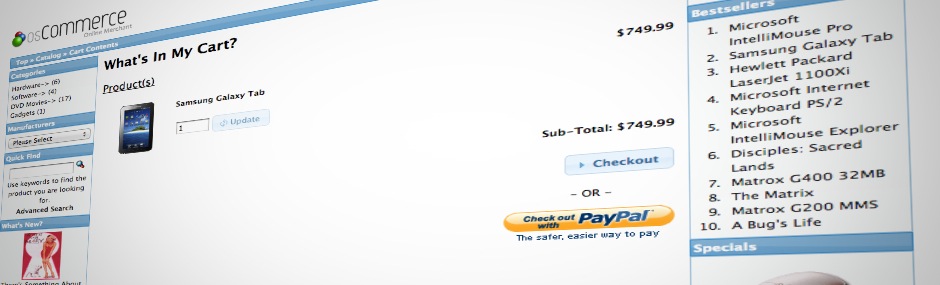 osCommerce
Online Merchant
Top » Catalog » Cart Contents
Categories
Hardware-> (6)
Software-> (4)
DVD Movies-> (17)
Gadgets (1)
Manufacturers
Please Select
Quick Find
Use keywords to find the
product you are looking
for.
Advanced Search
What's New?
There's Something About
What's In My Cart?
Product(s)
Samsung Galaxy Tab
1
Update
$749.99
Sub-Total: $749.99
Checkout
- OR -
Check out
with PayPal
The safer, easier way to pay
Bestsellers
1. Microsoft
IntelliMouse Pro
2. Samsung Galaxy Tab
3. Hewlett Packard
LaserJet 1100Xi
4. Microsoft Internet
Keyboard PS/2
5. Microsoft
IntelliMouse Explorer
6. Disciples: Sacred
Lands
7. Matrox G400 32MB
8. The Matrix
9. Matrox G200 MMS
10. A Bug's Life
Specials